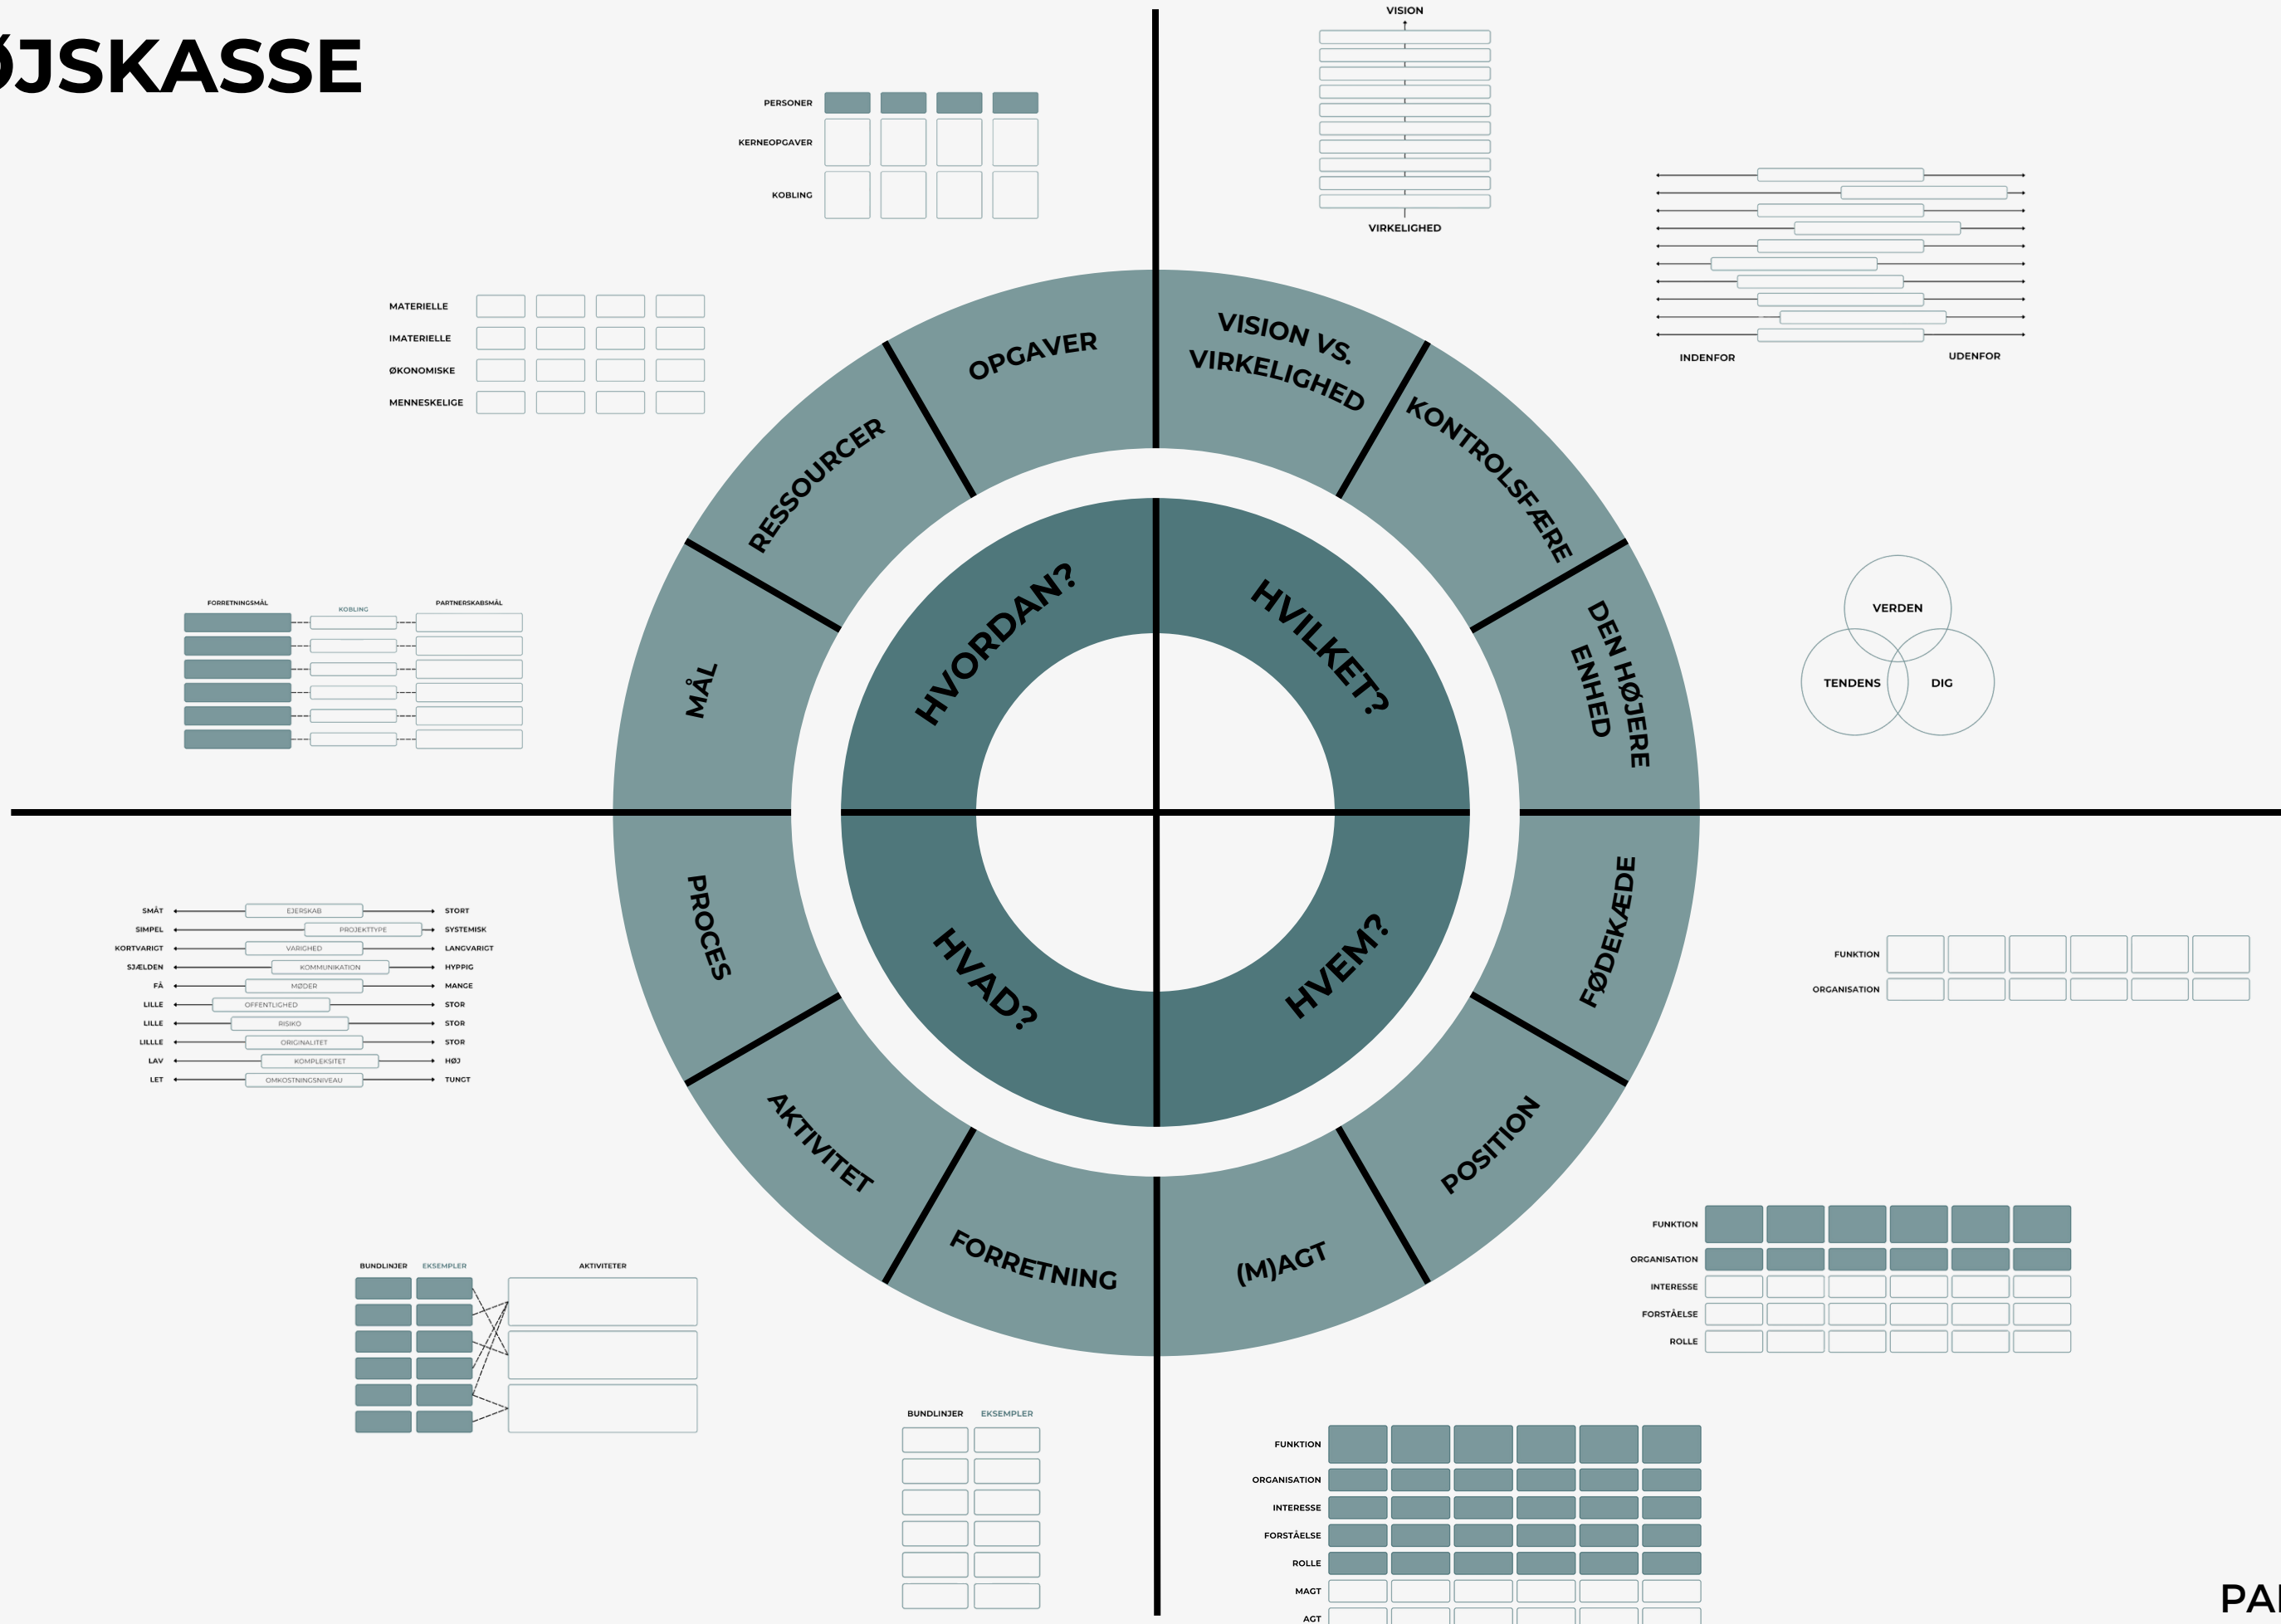 ØJSKASSE
VISION
VIRKELIGHED
PERSONER
KERNEOPGAVER
KOBLING
INDENFOR
UDENFOR
MATERIELLE
IMATERIELLE
ØKONOMISKE
MENNESKELIGE
OPGAVER
VISION VS.
VIRKELIGHED
KONTROLSFÆRE
RESSOURCER
DEN HØJERE
ENHED
MÅL
HVORDAN?
HVILKET?
HVAD?
HVEM?
VERDEN
TENDENS
DIG
FORRETNINGSMÅL
KOBLING
PARTNERSKABSMÅL
PROCES
FØDEKÆDE
AKTIVITET
POSITION
FORRETNING
(M)AGT
SMÅT EJERSKAB STORT
SIMPEL PROJEKTTYPE SYSTEMISK
KORTVARIGT VARIGHED LANGVARIGT
SJÆLDEN KOMMUNIKATION HYPPIG
FÅ MØDER MANGE
LILLE OFFENTLIGHED STOR
LILLE RISIKO STOR
LILLLE ORIGINALITET STOR
LAV KOMPLEKSITET HØJ
LET OMKOSTNINGSNIVEAU TUNGT
FUNKTION
ORGANISATION
FUNKTION
ORGANISATION
INTERESSE
FORSTÅELSE
ROLLE
BUNDLINJER EKSEMPLER AKTIVITETER
BUNDLINJER EKSEMPLER
FUNKTION
ORGANISATION
INTERESSE
FORSTÅELSE
ROLLE
MAGT
AGT